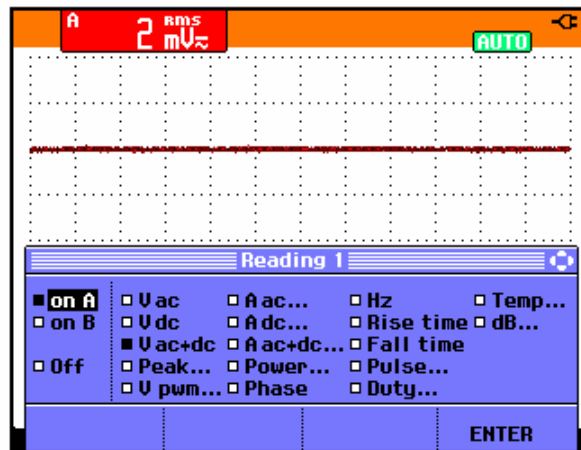 A 2 rms mV≂
AUTO
Reading 1
on A V ac A ac... Hz Temp...
on B V dc A dc... Rise time dB...
V ac+dc A ac+dc... Fall time
Off Peak... Power... Pulse...
V pwm... Phase Duty...
ENTER